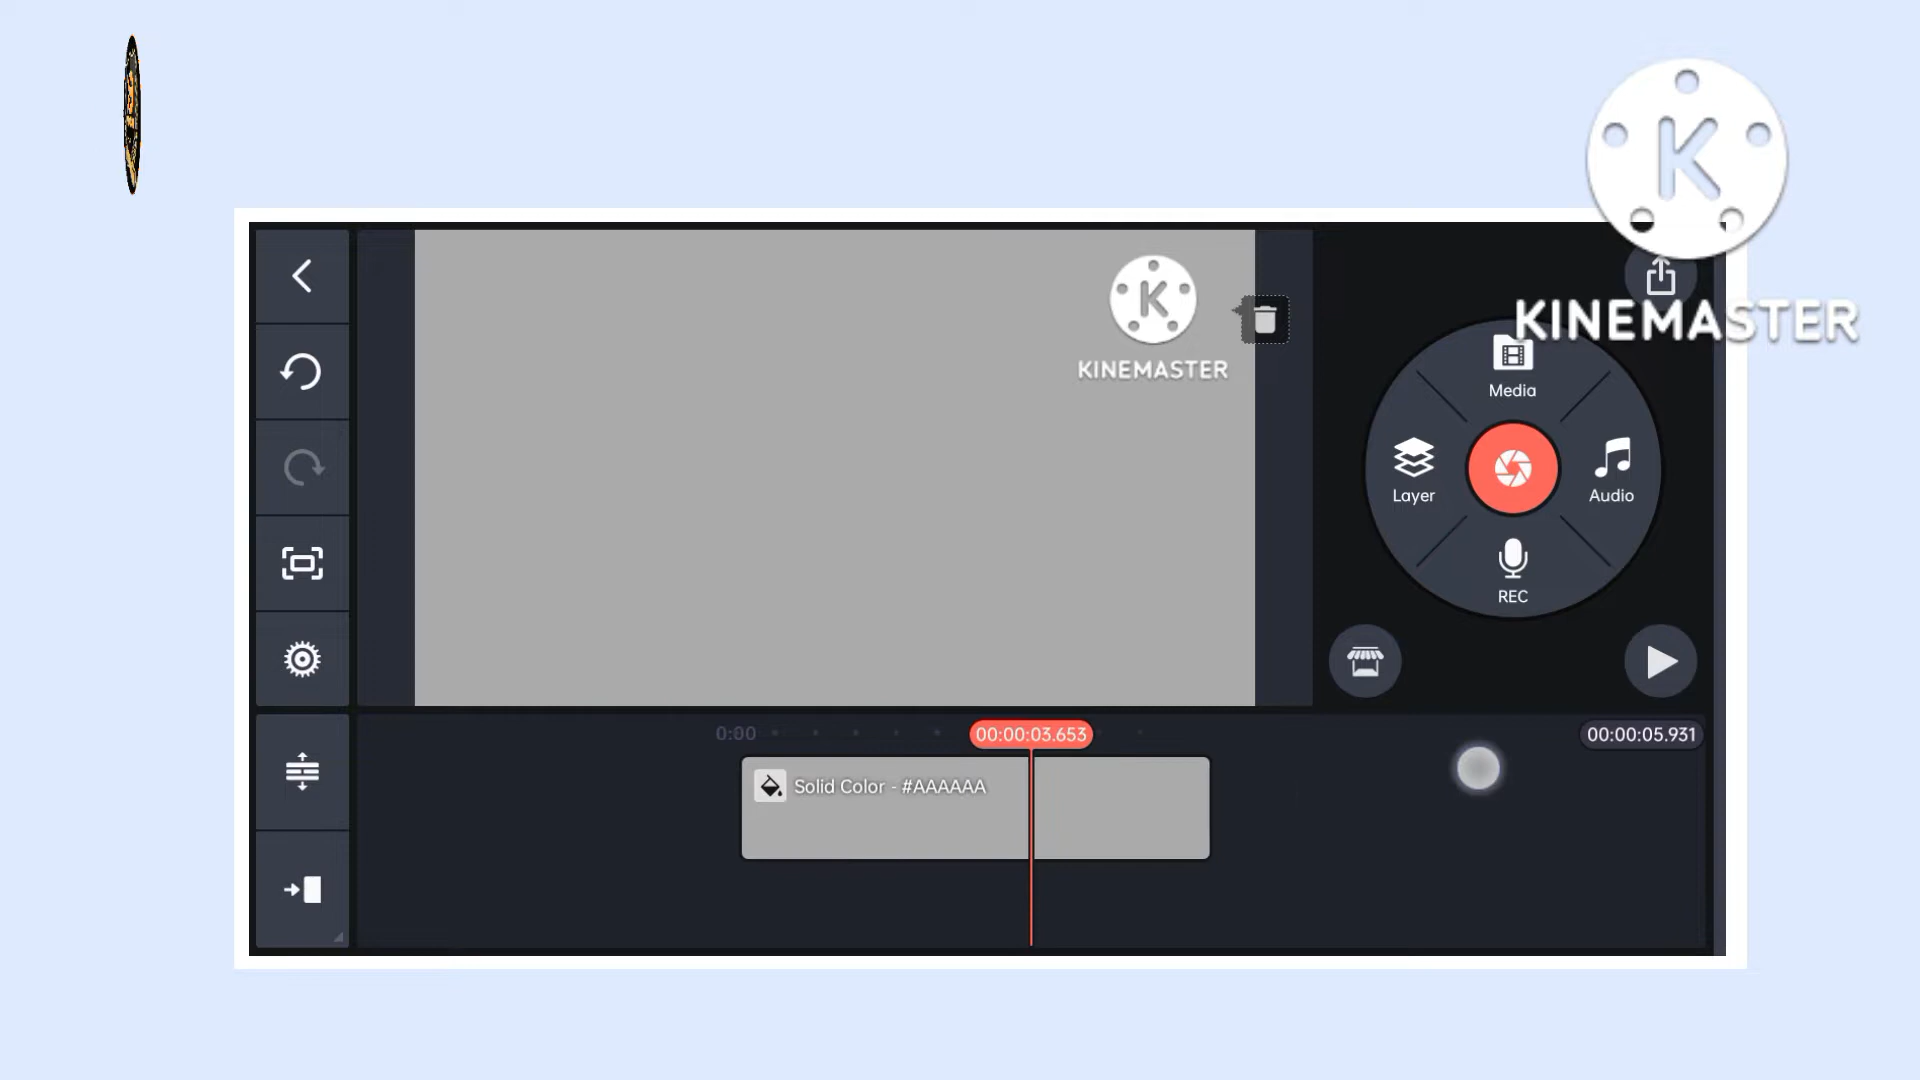 K
KINEMASTER
K
KINEMASTER
Media
Layer
Audio
REC
0:00
00:00:03.653
00:00:05.931
Solid Color - #AAAAAA